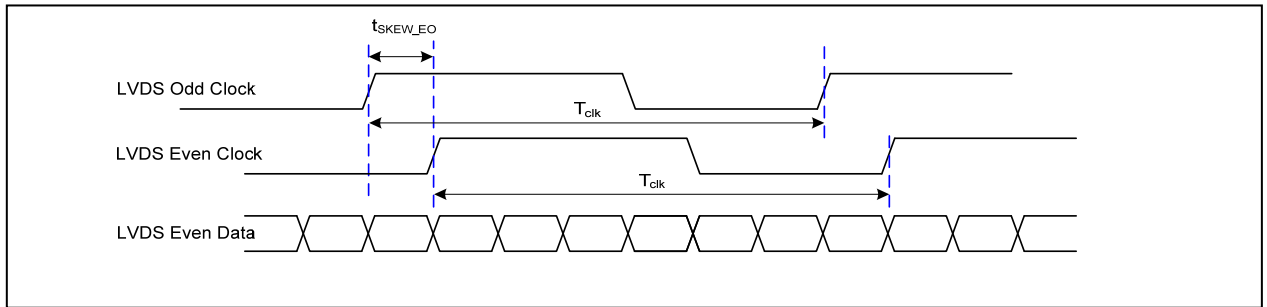 tSKEW_EO
LVDS Odd Clock
Tclk
LVDS Even Clock
Tclk
LVDS Even Data